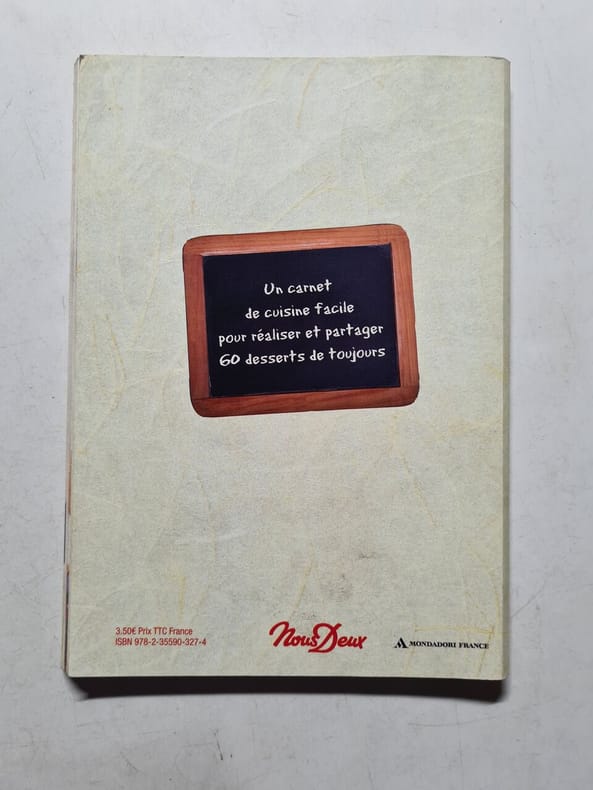 Un carnet
de cuisine facile
pour réaliser et partager
60 desserts de toujours
3.50€ Prix TTC France
ISBN 978-2-35590-327-4
Nous Deux
MONDADORI FRANCE